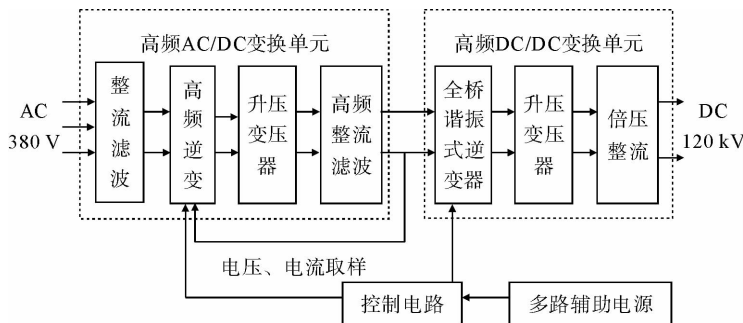 高频AC/DC变换单元
高频DC/DC变换单元
AC
380 V
整流滤波
高频逆变
升压变压器
高频整流滤波
全桥谐振式逆变器
升压变压器
倍压整流
DC
120 kV
电压、电流取样
控制电路
多路辅助电源